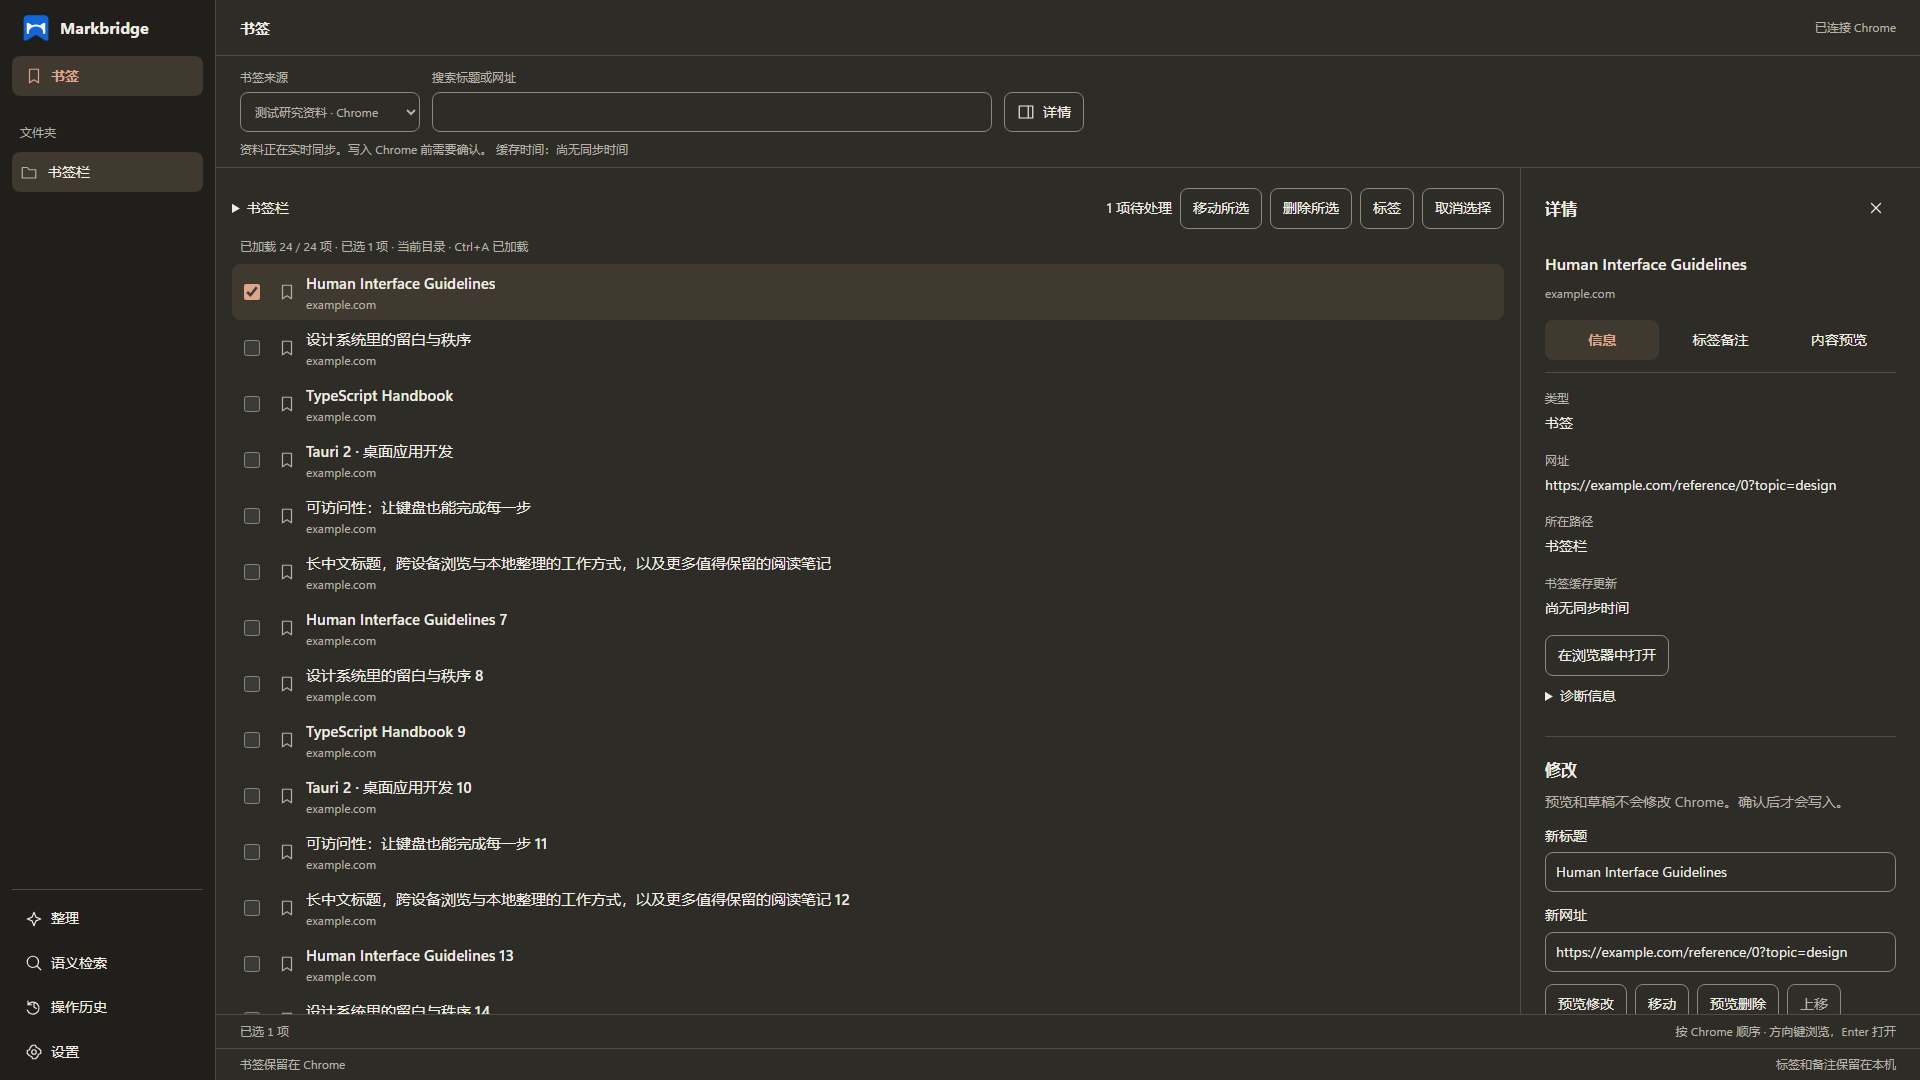 Markbridge
书签
文件夹
书签栏
整理
语义检索
操作历史
设置
书签
已连接 Chrome
书签来源
搜索标题或网址
测试研究资料 · Chrome
详情
资料正在实时同步。写入 Chrome 前需要确认。 缓存时间：尚无同步时间
书签栏
1 项待处理
移动所选
删除所选
标签
取消选择
已加载 24 / 24 项 · 已选 1 项 · 当前目录 · Ctrl+A 已加载
Human Interface Guidelines
example.com
设计系统里的留白与秩序
example.com
TypeScript Handbook
example.com
Tauri 2 · 桌面应用开发
example.com
可访问性：让键盘也能完成每一步
example.com
长中文标题，跨设备浏览与本地整理的工作方式，以及更多值得保留的阅读笔记
example.com
Human Interface Guidelines 7
example.com
设计系统里的留白与秩序 8
example.com
TypeScript Handbook 9
example.com
Tauri 2 · 桌面应用开发 10
example.com
可访问性：让键盘也能完成每一步 11
example.com
长中文标题，跨设备浏览与本地整理的工作方式，以及更多值得保留的阅读笔记 12
example.com
Human Interface Guidelines 13
example.com
设计系统里的留白与秩序 14
已选 1 项
按 Chrome 顺序 · 方向键浏览，Enter 打开
书签保留在 Chrome
标签和备注保留在本机
详情
Human Interface Guidelines
example.com
信息
标签备注
内容预览
类型
书签
网址
https://example.com/reference/0?topic=design
所在路径
书签栏
书签缓存更新
尚无同步时间
在浏览器中打开
诊断信息
修改
预览和草稿不会修改 Chrome。确认后才会写入。
新标题
Human Interface Guidelines
新网址
https://example.com/reference/0?topic=design
预览修改
移动
预览删除
上移